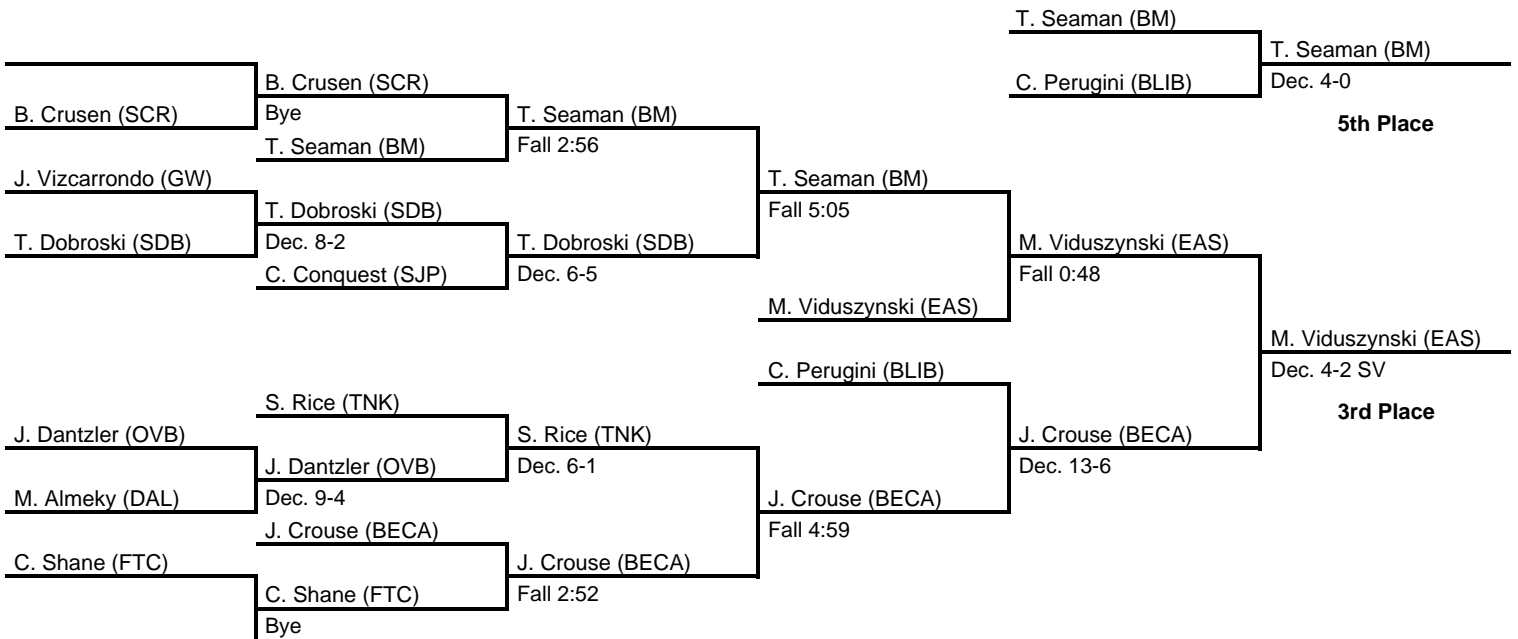 T. Seaman (BM)
T. Seaman (BM)
B. Crusen (SCR)
C. Perugini (BLIB)
Dec. 4-0
B. Crusen (SCR)
Bye
T. Seaman (BM)
5th Place
T. Seaman (BM)
Fall 2:56
J. Vizcarrondo (GW)
T. Seaman (BM)
T. Dobroski (SDB)
Fall 5:05
T. Dobroski (SDB)
Dec. 8-2
T. Dobroski (SDB)
M. Viduszynski (EAS)
C. Conquest (SJP)
Dec. 6-5
Fall 0:48
M. Viduszynski (EAS)
M. Viduszynski (EAS)
C. Perugini (BLIB)
Dec. 4-2 SV
S. Rice (TNK)
3rd Place
J. Dantzler (OVB)
S. Rice (TNK)
J. Crouse (BECA)
J. Dantzler (OVB)
Dec. 6-1
Dec. 13-6
M. Almeky (DAL)
Dec. 9-4
J. Crouse (BECA)
J. Crouse (BECA)
Fall 4:59
C. Shane (FTC)
J. Crouse (BECA)
C. Shane (FTC)
Fall 2:52
Bye